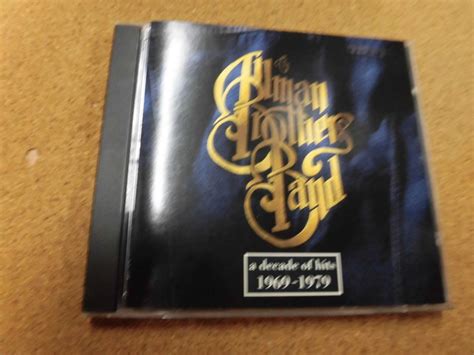 The
Allman
Brothers
Band
a decade of hits
1969-1979